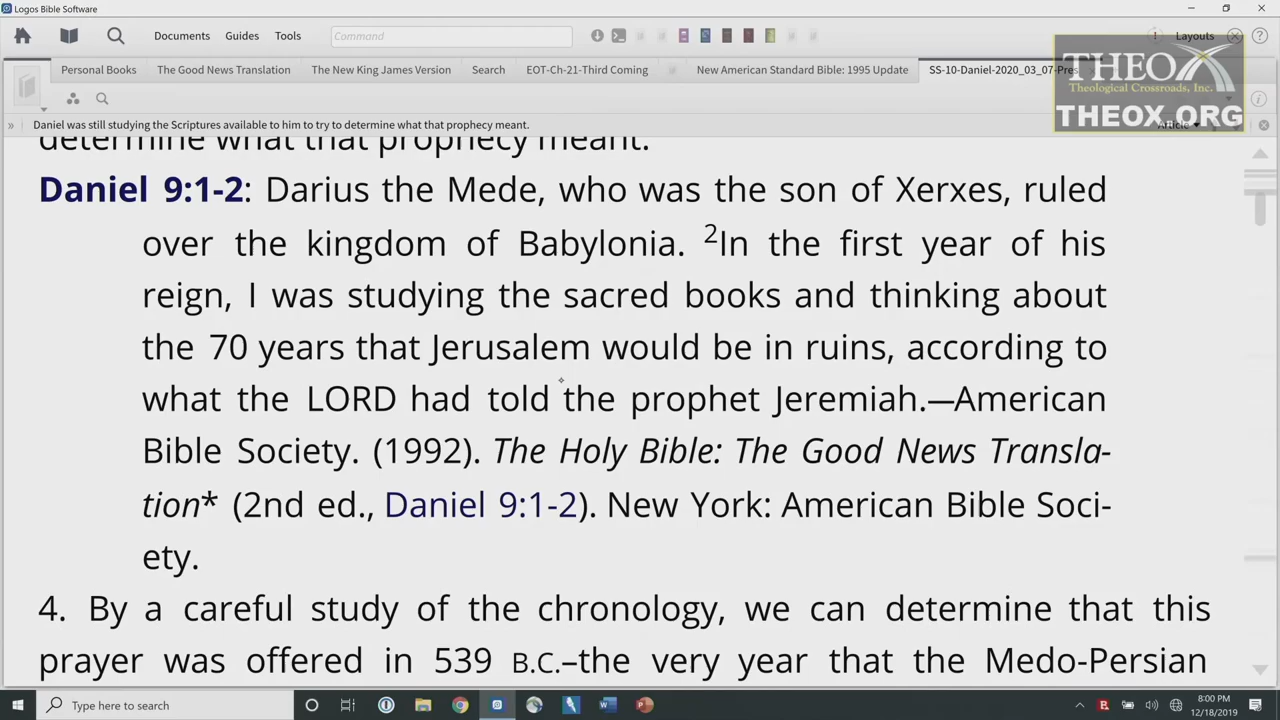 Logos Bible Software
Documents Guides Tools Command Layouts
Personal Books The Good News Translation The New King James Version Search EOT-Ch-21-Third Coming New American Standard Bible: 1995 Update SS-10-Daniel-2020_03_07-Pres
THEOX
Theological Crossroads, Inc.
THEOX.ORG
» Daniel was still studying the Scriptures available to him to try to determine what that prophecy meant. Article
determine what that prophecy meant.
Daniel 9:1-2: Darius the Mede, who was the son of Xerxes, ruled
over the kingdom of Babylonia. 2In the first year of his
reign, I was studying the sacred books and thinking about
the 70 years that Jerusalem would be in ruins, according to
what the LORD had told the prophet Jeremiah.—American
Bible Society. (1992). The Holy Bible: The Good News Transla-
tion* (2nd ed., Daniel 9:1-2). New York: American Bible Soci-
ety.
4. By a careful study of the chronology, we can determine that this
prayer was offered in 539 B.C.–the very year that the Medo-Persian
Type here to search
8:00 PM
12/18/2019